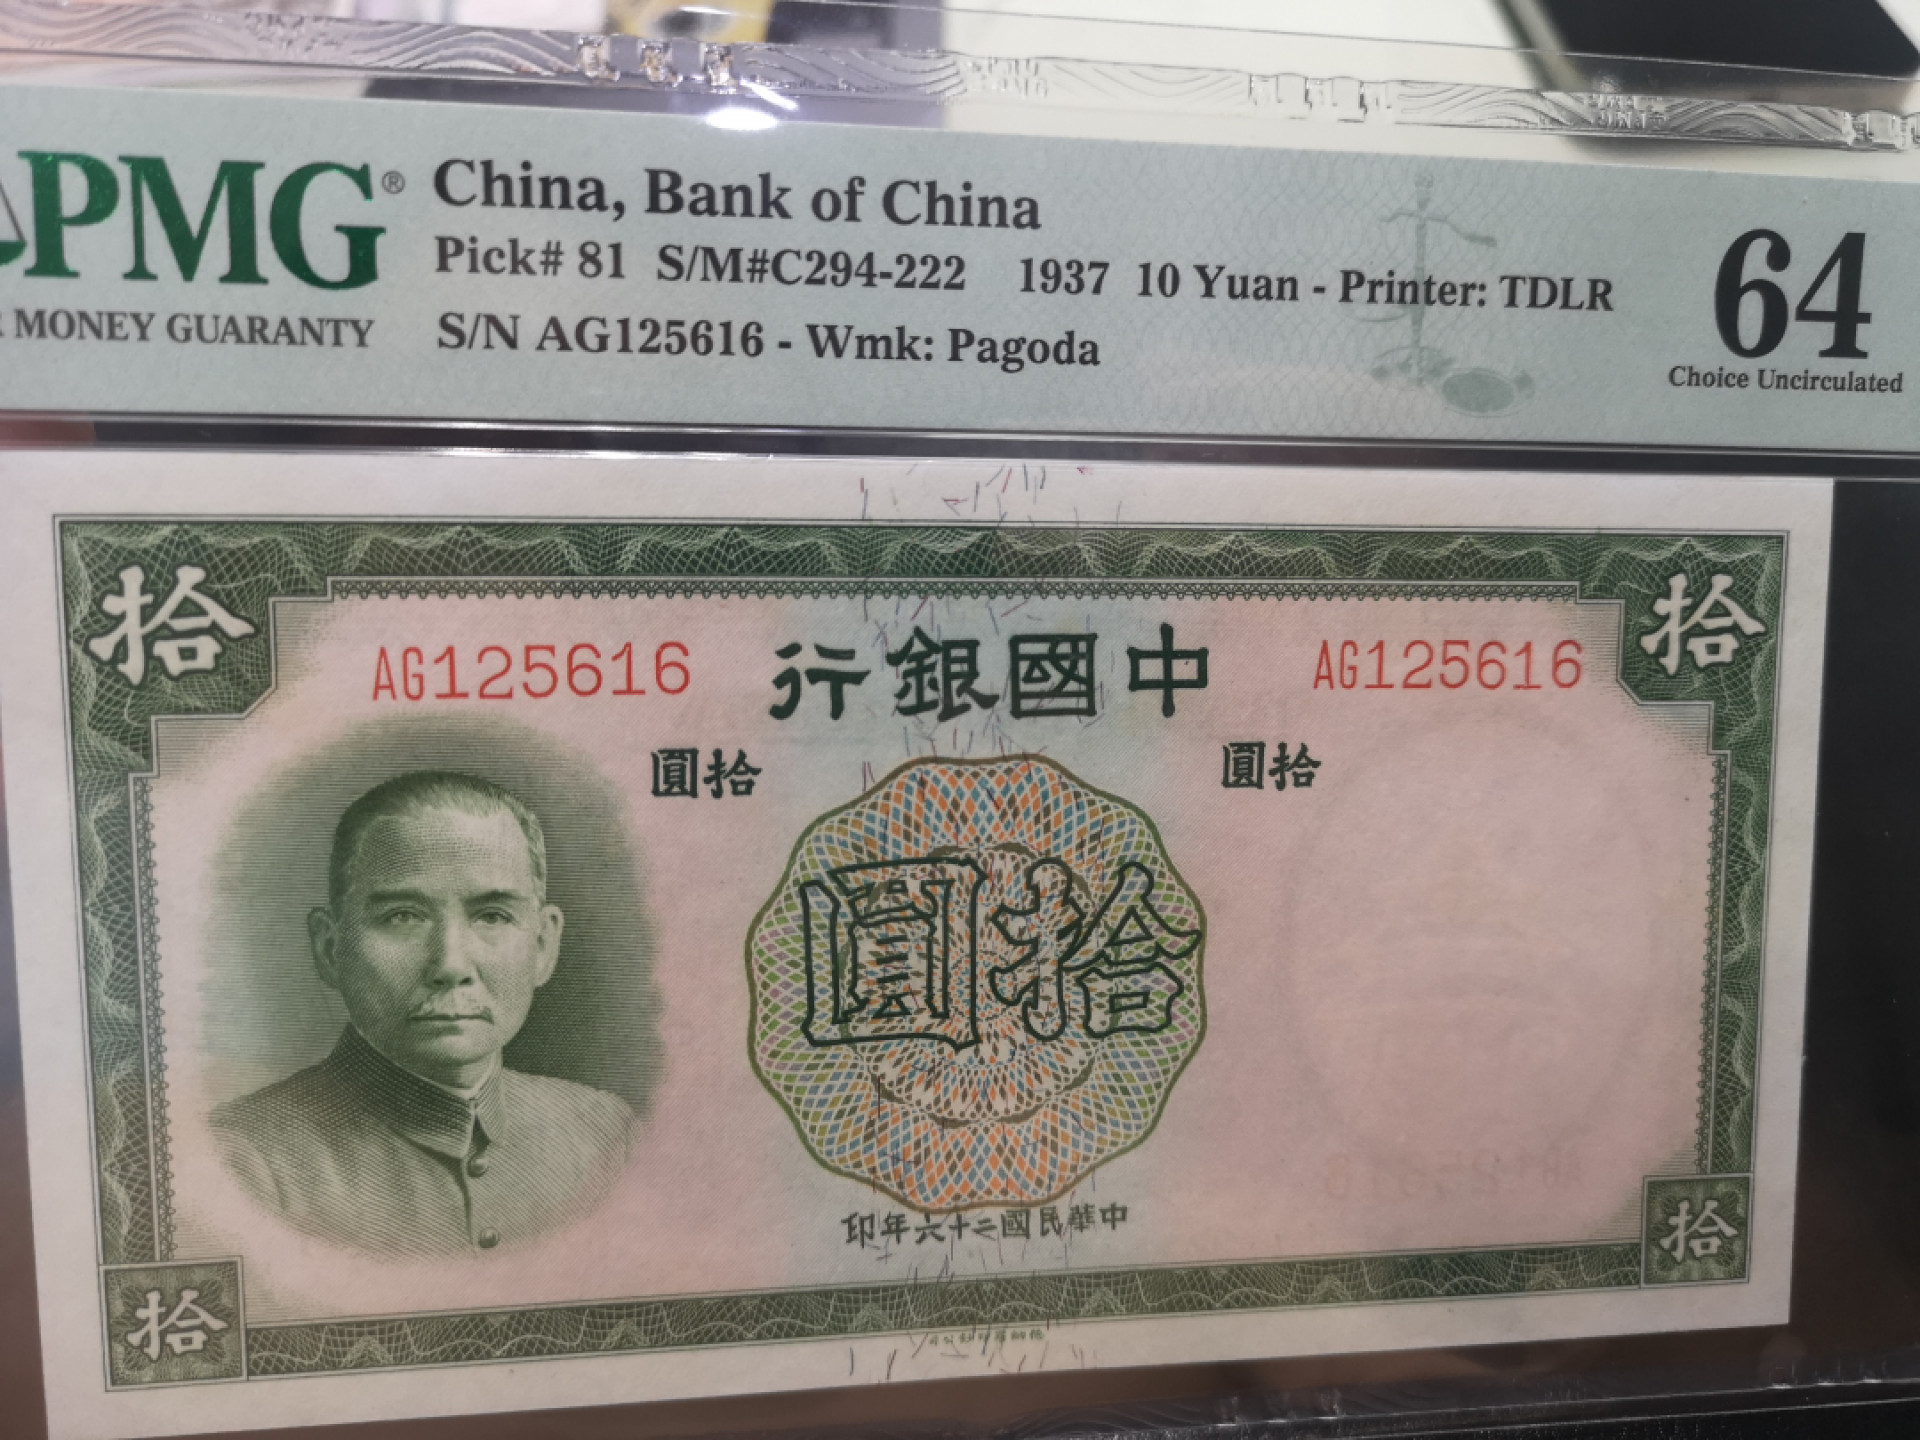 PMG®
MONEY GUARANTY
China, Bank of China
Pick# 81 S/M#C294-222 1937 10 Yuan - Printer: TDLR
S/N AG125616 - Wmk: Pagoda
64
Choice Uncirculated
拾
拾
AG125616
行銀國中
AG125616
圓拾
圓拾
圓拾
印年六十二國民華中
拾
拾